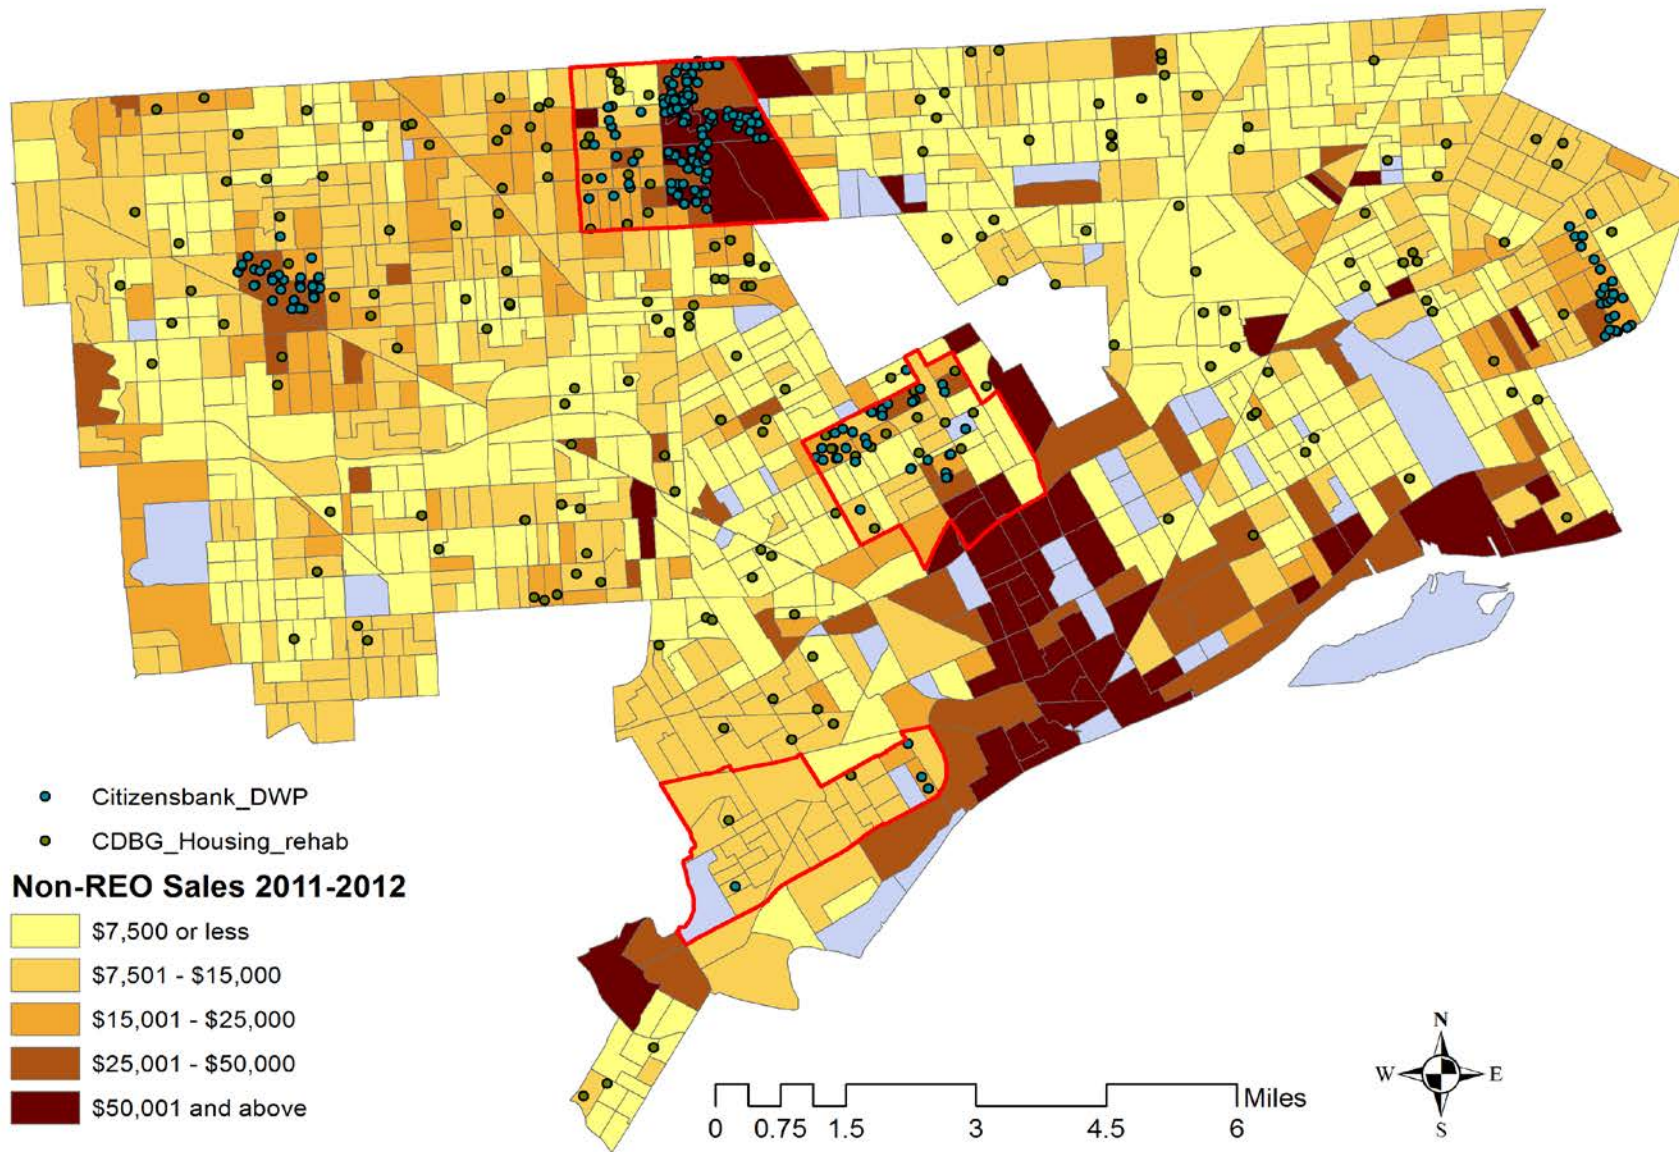 Citizensbank_DWP
CDBG_Housing_rehab
Non-REO Sales 2011-2012
$7,500 or less
$7,501 - $15,000
$15,001 - $25,000
$25,001 - $50,000
$50,001 and above
N
W E
S
Miles
0 0.75 1.5 3 4.5 6